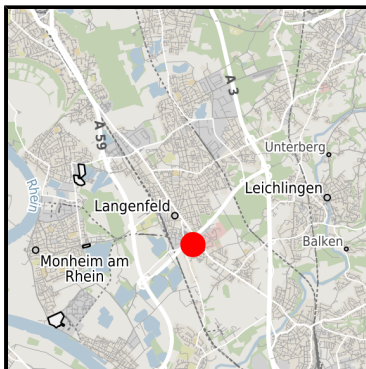 A 3
A 59
Unterberg
Rhein
Leichlingen
Langenfeld
Balken
Monheim am
Rhein